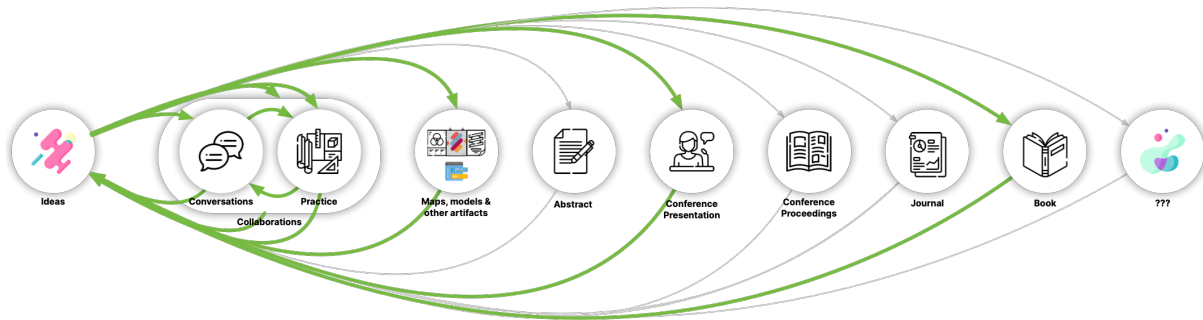 Ideas
Conversations
Practice
Collaborations
Maps, models &
other artifacts
Abstract
Conference
Presentation
Conference
Proceedings
Journal
Book
???